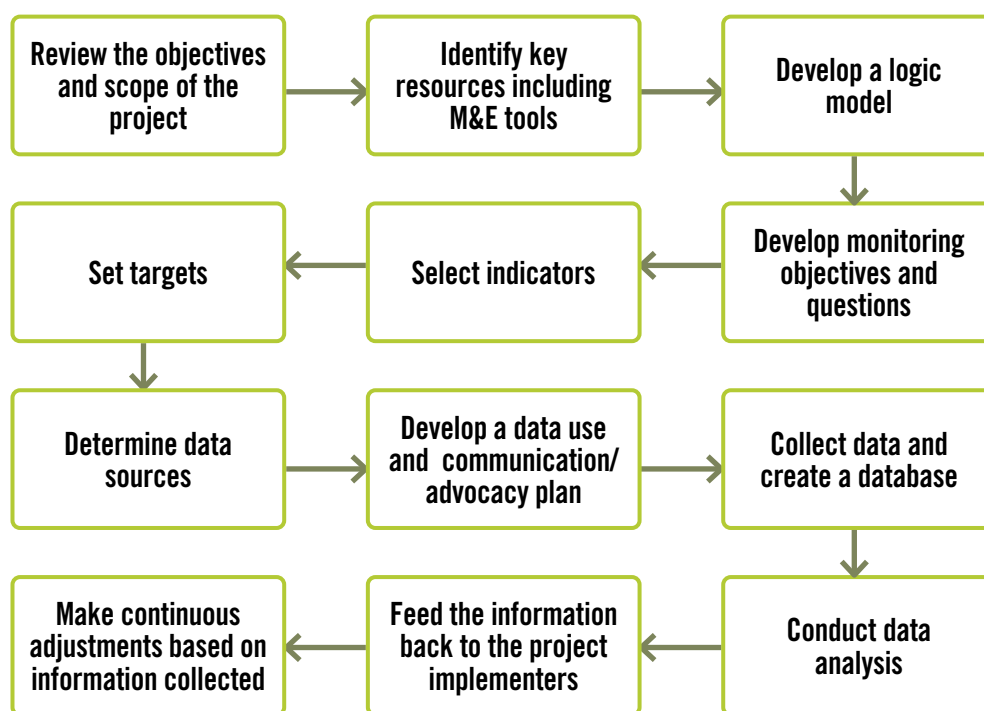 Review the objectives
and scope of the
project
Identify key
resources including
M&E tools
Develop a logic
model
Develop monitoring
objectives and
questions
Select indicators
Set targets
Determine data
sources
Develop a data use
and communication/
advocacy plan
Collect data and
create a database
Conduct data
analysis
Feed the information
back to the project
implementers
Make continuous
adjustments based on
information collected